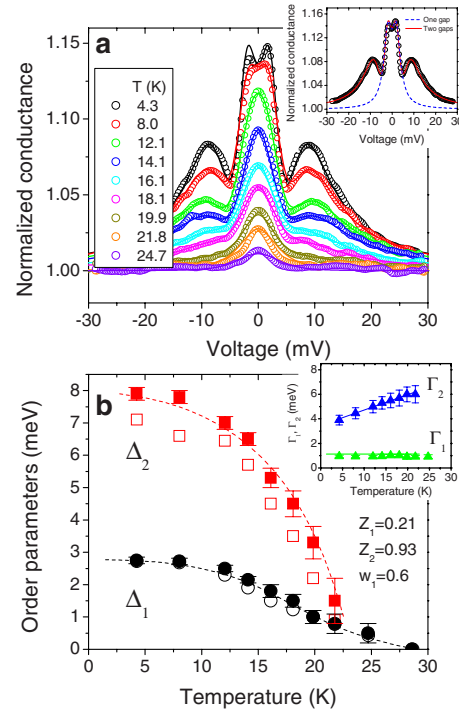 a
Normalized conductance
1.15
1.10
1.05
1.00
T (K)
4.3
8.0
12.1
14.1
16.1
18.1
19.9
21.8
24.7
-30 -20 -10 0 10 20 30
Voltage (mV)
Normalized conductance
1.16
1.12
1.08
1.04
1.00
One gap
Two gaps
-30 -20 -10 0 10 20 30
Voltage (mV)
b
Order parameters (meV)
8
7
6
5
4
3
2
1
0
Δ2
Δ1
0 5 10 15 20 25 30
Temperature (K)
Γ1, Γ2 (meV)
8
6
4
2
0
Γ2
Γ1
0 5 10 15 20 25 30
Temperature (K)
Z1=0.21
Z2=0.93
w1=0.6